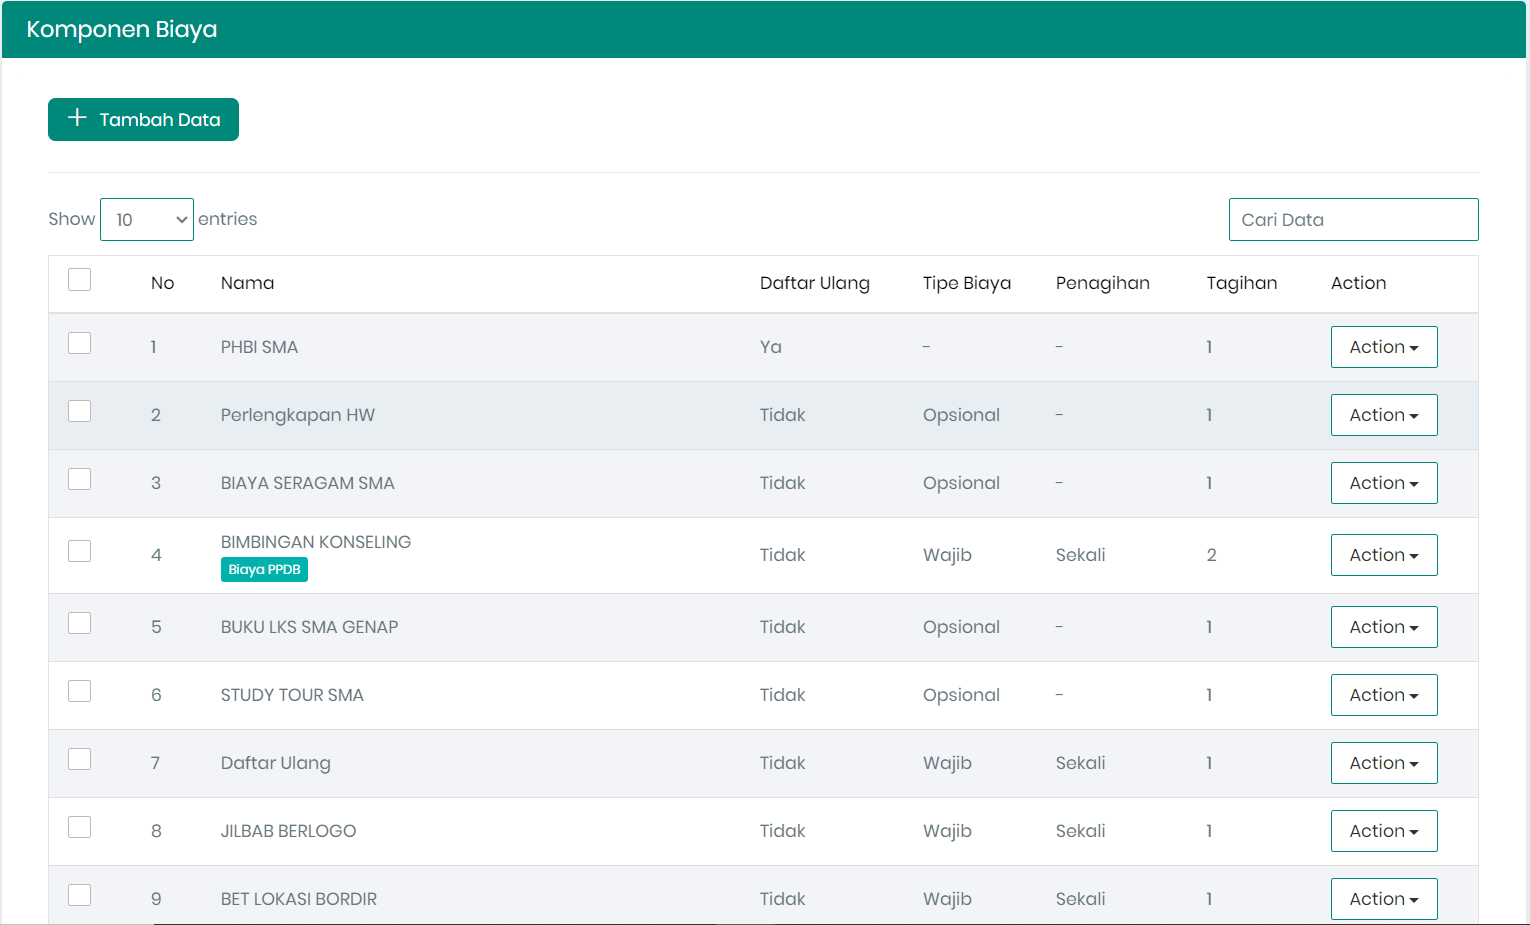 Komponen Biaya
Tambah Data
Show 10 entries
Cari Data
No Nama Daftar Ulang Tipe Biaya Penagihan Tagihan Action
1 PHBI SMA Ya - - 1 Action
2 Perlengkapan HW Tidak Opsional - 1 Action
3 BIAYA SERAGAM SMA Tidak Opsional - 1 Action
4 BIMBINGAN KONSELING Tidak Wajib Sekali 2 Action
Biaya PPDB
5 BUKU LKS SMA GENAP Tidak Opsional - 1 Action
6 STUDY TOUR SMA Tidak Opsional - 1 Action
7 Daftar Ulang Tidak Wajib Sekali 1 Action
8 JILBAB BERLOGO Tidak Wajib Sekali 1 Action
9 BET LOKASI BORDIR Tidak Wajib Sekali 1 Action